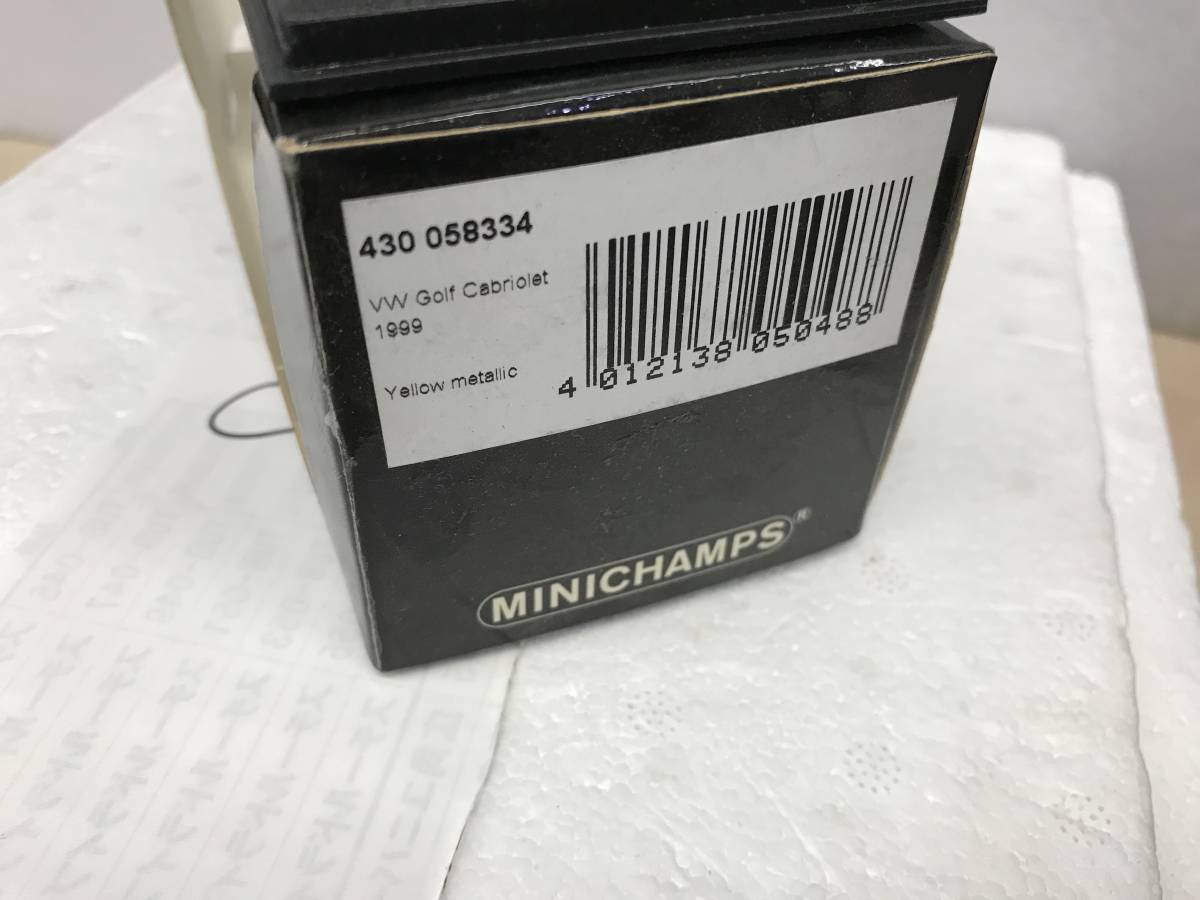 430 058334
VW Golf Cabriolet
1999
Yellow metallic
4 012138 050488
MINICHAMPS®